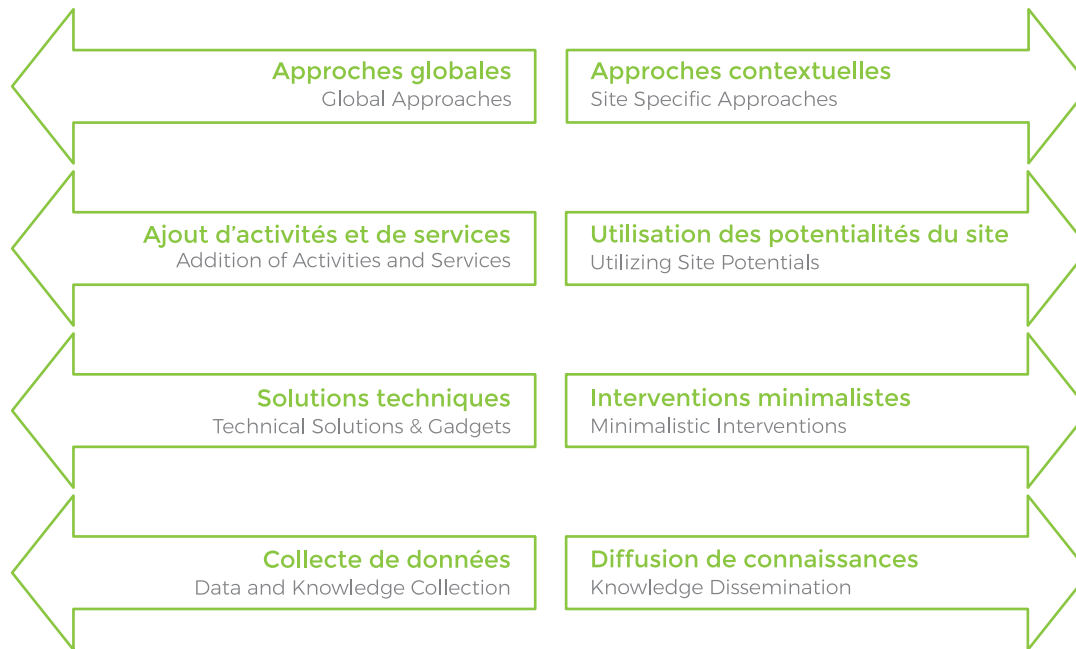 Approches globales
Global Approaches
Approches contextuelles
Site Specific Approaches
Ajout d'activités et de services
Addition of Activities and Services
Utilisation des potentialités du site
Utilizing Site Potentials
Solutions techniques
Technical Solutions & Gadgets
Interventions minimalistes
Minimalistic Interventions
Collecte de données
Data and Knowledge Collection
Diffusion de connaissances
Knowledge Dissemination